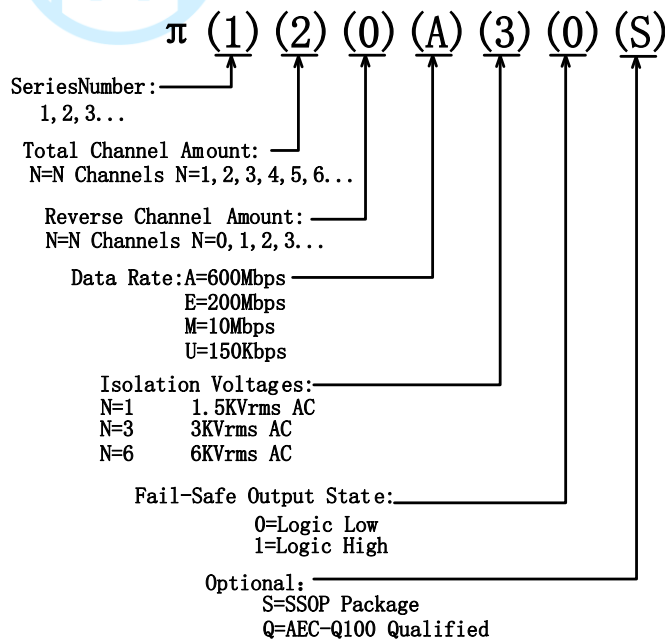 π (1) (2) (0) (A) (3) (0) (S)
SeriesNumber:
1,2,3...
Total Channel Amount:
N=N Channels N=1,2,3,4,5,6...
Reverse Channel Amount:
N=N Channels N=0,1,2,3...
Data Rate:A=600Mbps
E=200Mbps
M=10Mbps
U=150Kbps
Isolation Voltages:
N=1 1.5KVrms AC
N=3 3KVrms AC
N=6 6KVrms AC
Fail-Safe Output State:
0=Logic Low
1=Logic High
Optional:
S=SSOP Package
Q=AEC-Q100 Qualified